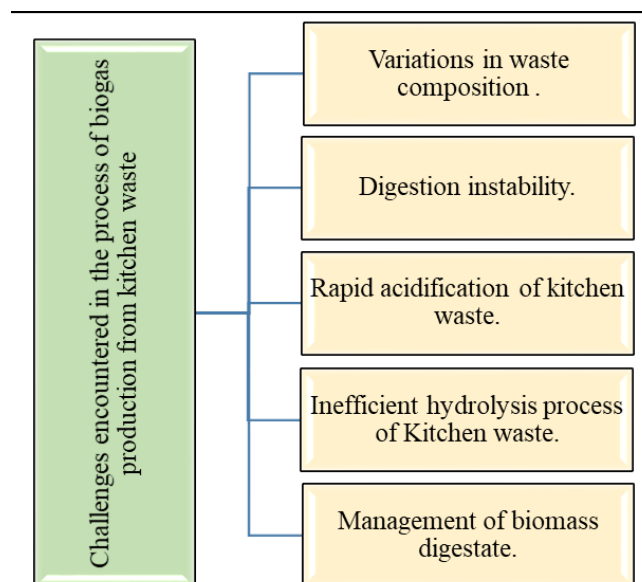 Challenges encountered in the process of biogas
production from kitchen waste
Variations in waste
composition .
Digestion instability.
Rapid acidification of kitchen
waste.
Inefficient hydrolysis process
of Kitchen waste.
Management of biomass
digestate.